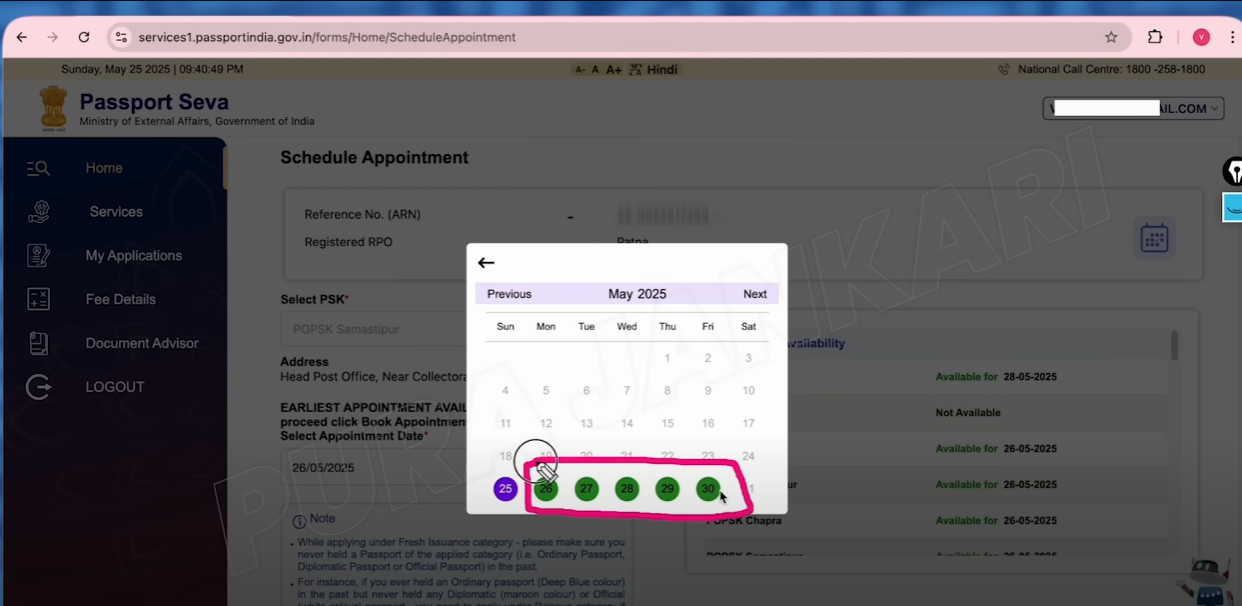 services1.passportindia.gov.in/forms/Home/ScheduleAppointment
V
Sunday, May 25 2025 | 09:40:49 PM
A- A A+ Hindi
National Call Centre: 1800 -258-1800
Passport Seva
Ministry of External Affairs, Government of India
AIL.COM
Home
Services
My Applications
Fee Details
Document Advisor
LOGOUT
Schedule Appointment
Reference No. (ARN) -
Registered RPO Patna
Select PSK*
POPSK Samastipur
Address
Head Post Office, Near Collectora
EARLIEST APPOINTMENT AVAIL
proceed click Book Appointment
Select Appointment Date*
26/05/2025
Note
While applying under Fresh Issuance category - please make sure you
never held a Passport of the applied category (i.e. Ordinary Passport,
Diplomatic Passport or Official Passport) in the past.
For instance, if you ever held an Ordinary passport (Deep Blue colour)
in the past but never held any Diplomatic (maroon colour) or Official
Previous May 2025 Next
Sun Mon Tue Wed Thu Fri Sat
1 2 3
4 5 6 7 8 9 10
11 12 13 14 15 16 17
18 19 20 21 22 23 24
25 26 27 28 29 30
Availability
Available for 28-05-2025
Not Available
Available for 26-05-2025
ur Available for 26-05-2025
POPSK Chapra Available for 26-05-2025
POPSK Samastipur Available for
PURA JANKARI